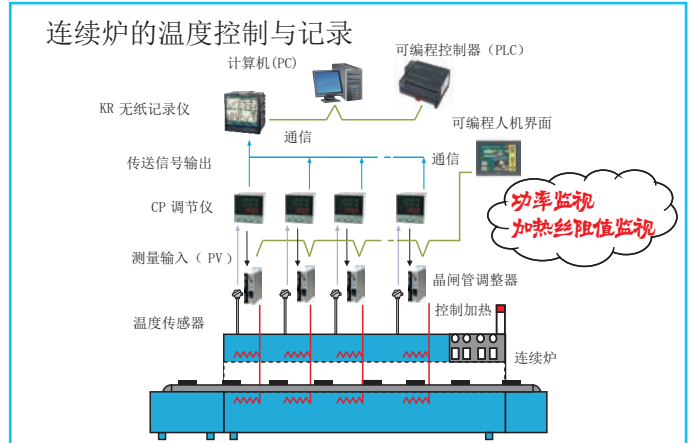 连续炉的温度控制与记录
计算机(PC)
可编程控制器（PLC）
KR 无纸记录仪
通信
可编程人机界面
传送信号输出
通信
CP 调节仪
功率监视
加热丝阻值监视
测量输入（ PV ）
晶闸管调整器
控制加热
温度传感器
连续炉